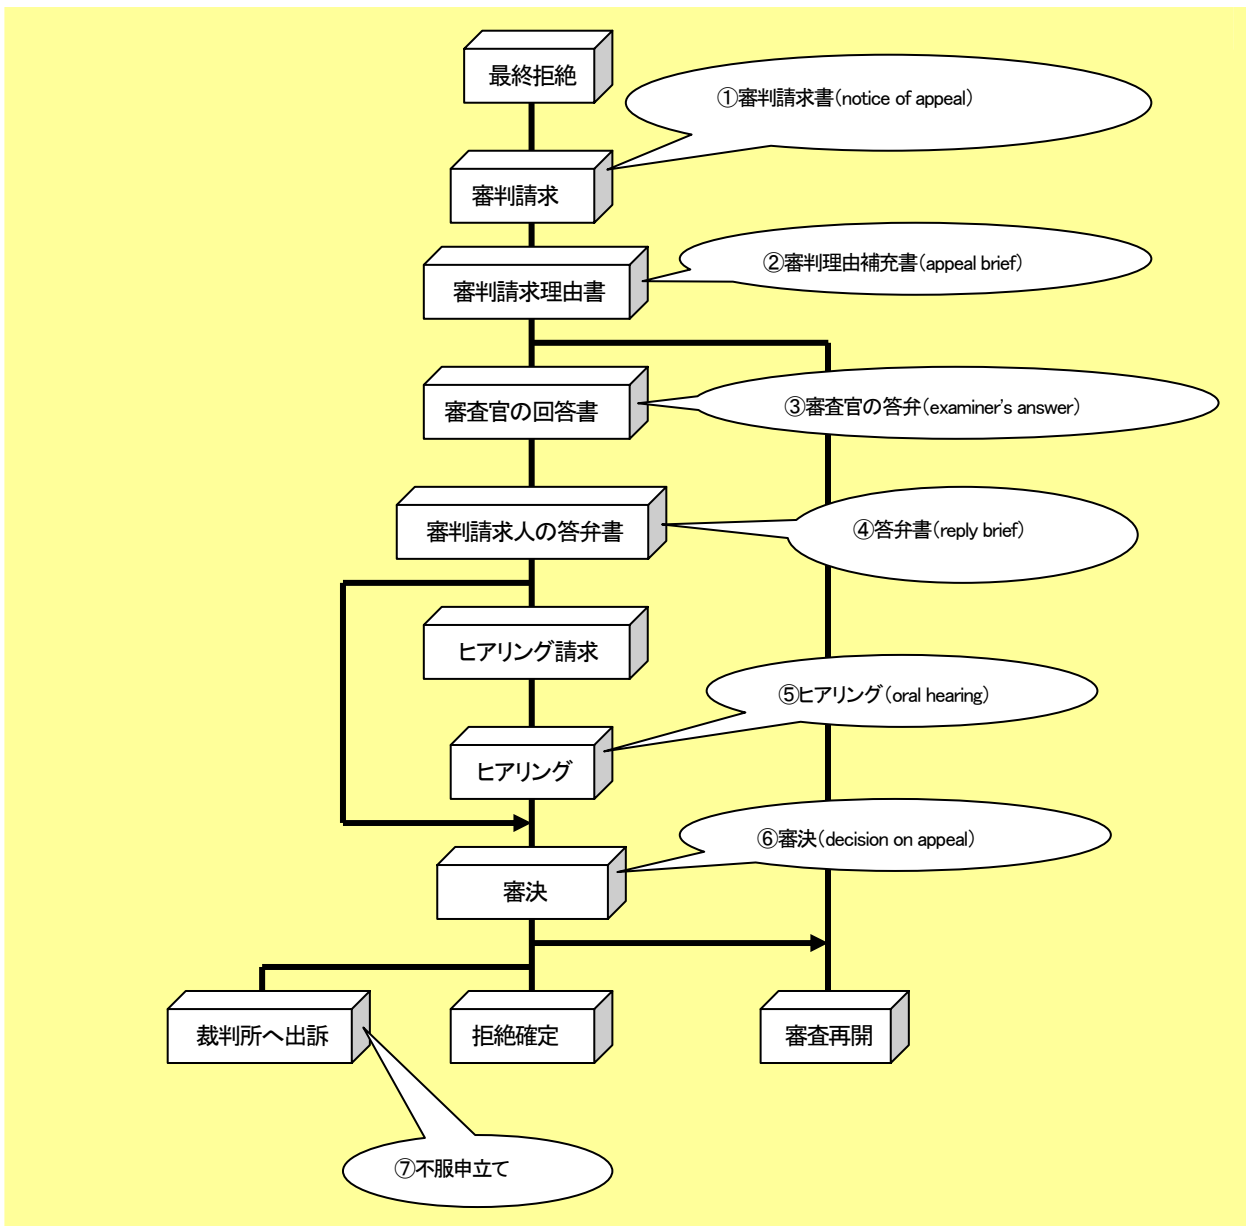 最終拒絶
①審判請求書(notice of appeal)
審判請求
②審判理由補充書(appeal brief)
審判請求理由書
審査官の回答書
③審査官の答弁(examiner's answer)
審判請求人の答弁書
④答弁書(reply brief)
ヒアリング請求
⑤ヒアリング(oral hearing)
ヒアリング
⑥審決(decision on appeal)
審決
裁判所へ出訴
拒絶確定
審査再開
⑦不服申立て